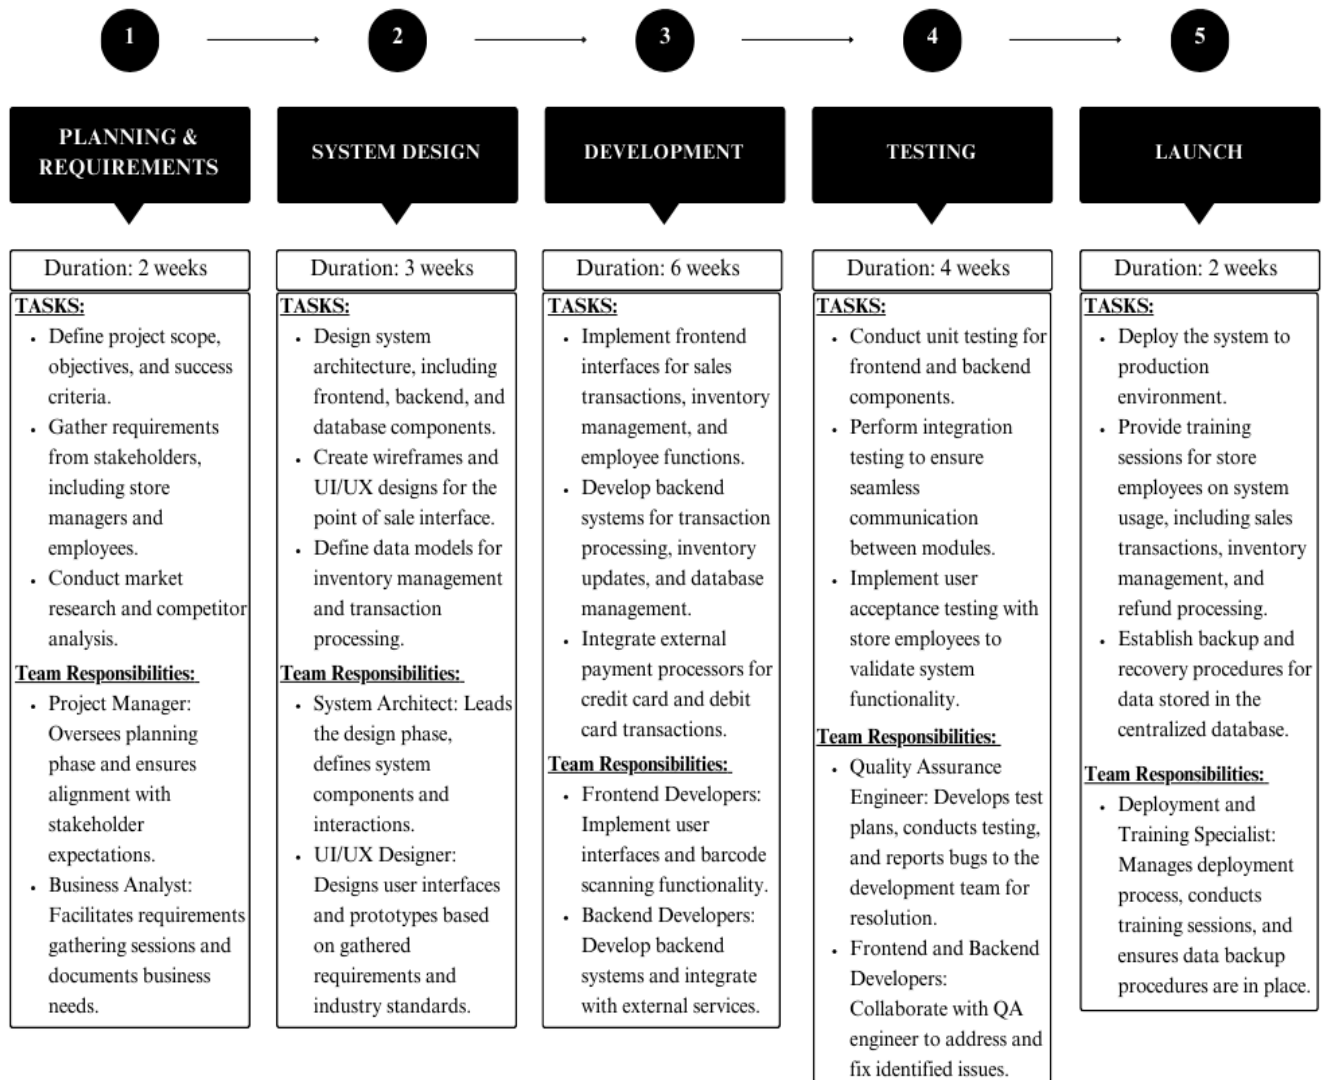 1
2
3
4
5
PLANNING &
REQUIREMENTS
SYSTEM DESIGN
DEVELOPMENT
TESTING
LAUNCH
Duration: 2 weeks
TASKS:
• Define project scope,
objectives, and success
criteria.
• Gather requirements
from stakeholders,
including store
managers and
employees.
• Conduct market
research and competitor
analysis.
Team Responsibilities:
• Project Manager:
Oversees planning
phase and ensures
alignment with
stakeholder
expectations.
• Business Analyst:
Facilitates requirements
gathering sessions and
documents business
needs.
Duration: 3 weeks
TASKS:
• Design system
architecture, including
frontend, backend, and
database components.
• Create wireframes and
UI/UX designs for the
point of sale interface.
• Define data models for
inventory management
and transaction
processing.
Team Responsibilities:
• System Architect: Leads
the design phase,
defines system
components and
interactions.
• UI/UX Designer:
Designs user interfaces
and prototypes based
on gathered
requirements and
industry standards.
Duration: 6 weeks
TASKS:
• Implement frontend
interfaces for sales
transactions, inventory
management, and
employee functions.
• Develop backend
systems for transaction
processing, inventory
updates, and database
management.
• Integrate external
payment processors for
credit card and debit
card transactions.
Team Responsibilities:
• Frontend Developers:
Implement user
interfaces and barcode
scanning functionality.
• Backend Developers:
Develop backend
systems and integrate
with external services.
Duration: 4 weeks
TASKS:
• Conduct unit testing for
frontend and backend
components.
• Perform integration
testing to ensure
seamless
communication
between modules.
• Implement user
acceptance testing with
store employees to
validate system
functionality.
Team Responsibilities:
• Quality Assurance
Engineer: Develops test
plans, conducts testing,
and reports bugs to the
development team for
resolution.
• Frontend and Backend
Developers:
Collaborate with QA
engineer to address and
fix identified issues.
Duration: 2 weeks
TASKS:
• Deploy the system to
production
environment.
• Provide training
sessions for store
employees on system
usage, including sales
transactions, inventory
management, and
refund processing.
• Establish backup and
recovery procedures for
data stored in the
centralized database.
Team Responsibilities:
• Deployment and
Training Specialist:
Manages deployment
process, conducts
training sessions, and
ensures data backup
procedures are in place.